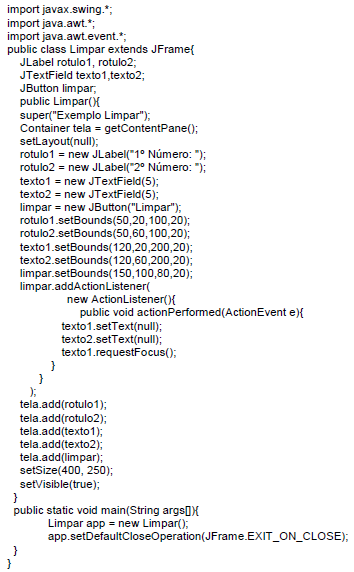 import javax.swing.*;
import java.awt.*;
import java.awt.event.*;
public class Limpar extends JFrame{
JLabel rotulo1, rotulo2;
JTextField texto1,texto2;
JButton limpar;
public Limpar(){
super("Exemplo Limpar");
Container tela = getContentPane();
setLayout(null);
rotulo1 = new JLabel("1º Número: ");
rotulo2 = new JLabel("2º Número: ");
texto1 = new JTextField(5);
texto2 = new JTextField(5);
limpar = new JButton("Limpar");
rotulo1.setBounds(50,20,100,20);
rotulo2.setBounds(50,60,100,20);
texto1.setBounds(120,20,200,20);
texto2.setBounds(120,60,200,20);
limpar.setBounds(150,100,80,20);
limpar.addActionListener(
new ActionListener(){
public void actionPerformed(ActionEvent e){
texto1.setText(null);
texto2.setText(null);
texto1.requestFocus();
}
}
);
tela.add(rotulo1);
tela.add(rotulo2);
tela.add(texto1);
tela.add(texto2);
tela.add(limpar);
setSize(400, 250);
setVisible(true);
}
public static void main(String args[]){
Limpar app = new Limpar();
app.setDefaultCloseOperation(JFrame.EXIT_ON_CLOSE);
}
}